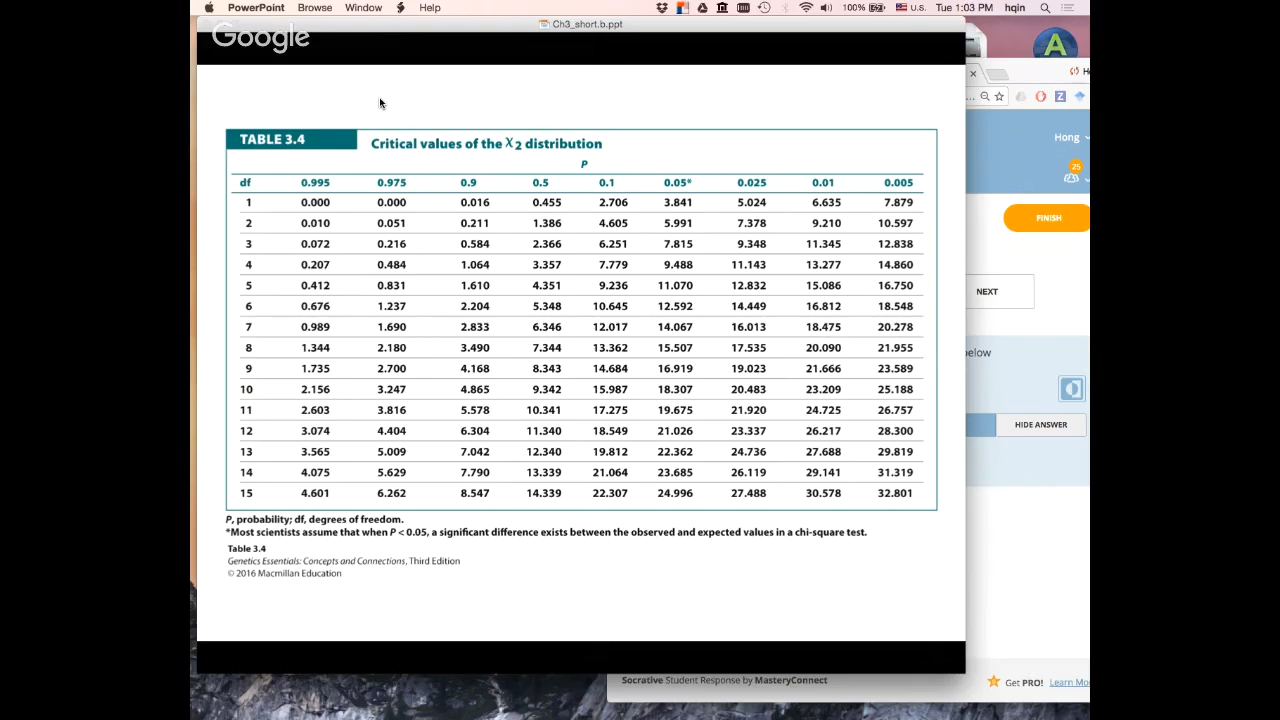 PowerPoint Browse Window Help 100% U.S. Tue 1:03 PM hqin
Ch3_short.b.ppt
Google
A
Hong
25
TABLE 3.4 Critical values of the χ2 distribution
P
df 0.995 0.975 0.9 0.5 0.1 0.05* 0.025 0.01 0.005
1 0.000 0.000 0.016 0.455 2.706 3.841 5.024 6.635 7.879
2 0.010 0.051 0.211 1.386 4.605 5.991 7.378 9.210 10.597
3 0.072 0.216 0.584 2.366 6.251 7.815 9.348 11.345 12.838
4 0.207 0.484 1.064 3.357 7.779 9.488 11.143 13.277 14.860
5 0.412 0.831 1.610 4.351 9.236 11.070 12.832 15.086 16.750
6 0.676 1.237 2.204 5.348 10.645 12.592 14.449 16.812 18.548
7 0.989 1.690 2.833 6.346 12.017 14.067 16.013 18.475 20.278
8 1.344 2.180 3.490 7.344 13.362 15.507 17.535 20.090 21.955
9 1.735 2.700 4.168 8.343 14.684 16.919 19.023 21.666 23.589
10 2.156 3.247 4.865 9.342 15.987 18.307 20.483 23.209 25.188
11 2.603 3.816 5.578 10.341 17.275 19.675 21.920 24.725 26.757
12 3.074 4.404 6.304 11.340 18.549 21.026 23.337 26.217 28.300
13 3.565 5.009 7.042 12.340 19.812 22.362 24.736 27.688 29.819
14 4.075 5.629 7.790 13.339 21.064 23.685 26.119 29.141 31.319
15 4.601 6.262 8.547 14.339 22.307 24.996 27.488 30.578 32.801
P, probability; df, degrees of freedom.
*Most scientists assume that when P < 0.05, a significant difference exists between the observed and expected values in a chi-square test.
Table 3.4
Genetics Essentials: Concepts and Connections, Third Edition
© 2016 Macmillan Education
FINISH
NEXT
HIDE ANSWER
Socrative Student Response by MasteryConnect
Get PRO! Learn